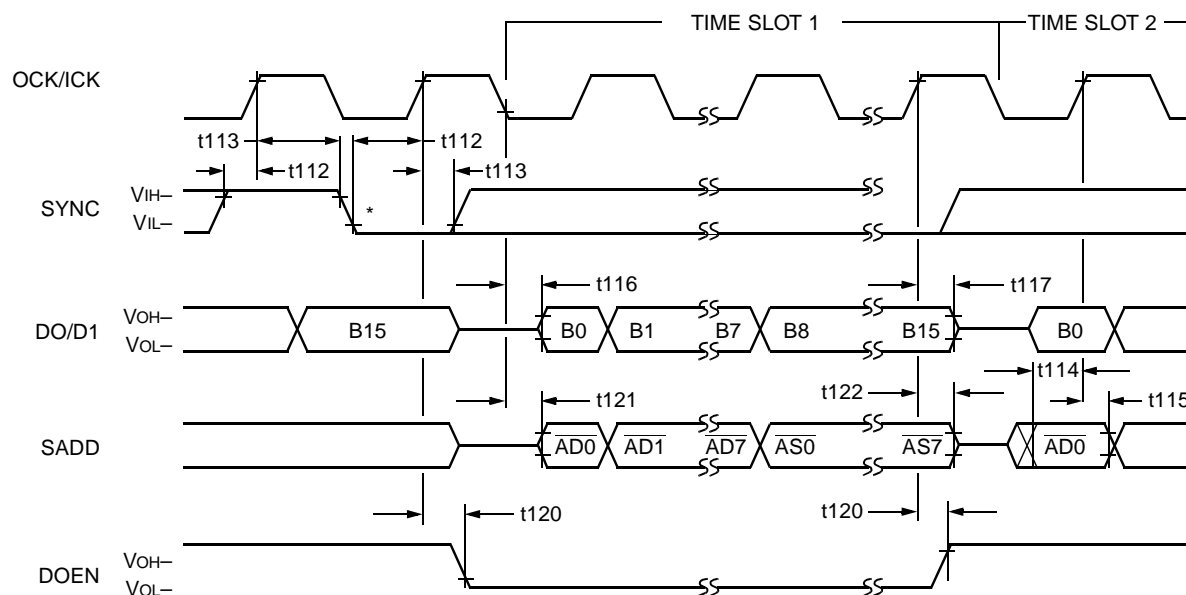 TIME SLOT 1 TIME SLOT 2
OCK/ICK
t113 t112
t112 t113
VIH–
SYNC
VIL–
*
t116 t117
VOH–
DO/D1 B15 B0 B1 B7 B8 B15 B0
VOL–
t114
t121 t122 t115
SADD AD0 AD1 AD7 AS0 AS7 AD0
t120 t120
VOH–
DOEN
VOL–